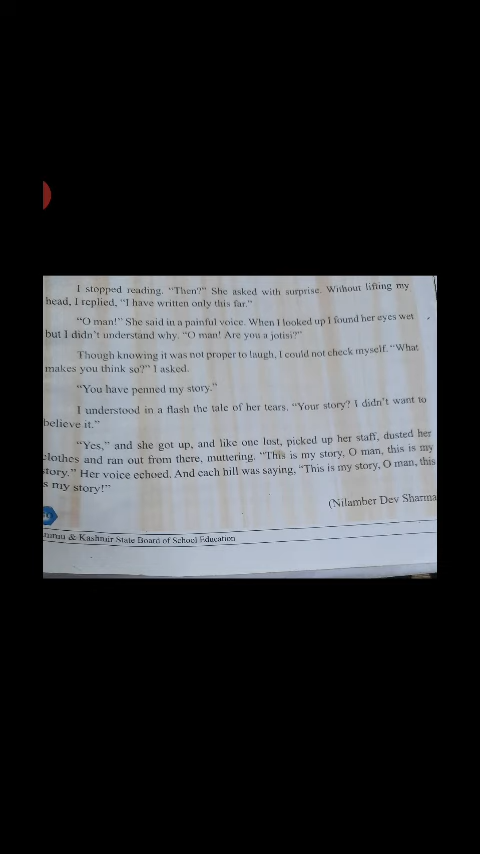 I stopped reading. "Then?" She asked with surprise. Without lifting my
head, I replied, "I have written only this far."
"O man!" She said in a painful voice. When I looked up I found her eyes wet
but I didn't understand why. "O man! Are you a jotisi?"
Though knowing it was not proper to laugh, I could not check myself. "What
makes you think so?" I asked.
"You have penned my story."
I understood in a flash the tale of her tears. "Your story? I didn't want to
believe it."
"Yes," and she got up, and like one lost, picked up her staff, dusted her
clothes and ran out from there, muttering. "This is my story, O man, this is my
story." Her voice echoed. And each hill was saying, "This is my story, O man, this
s my story!"
(Nilamber Dev Sharma
ammu & Kashmir State Board of School Education